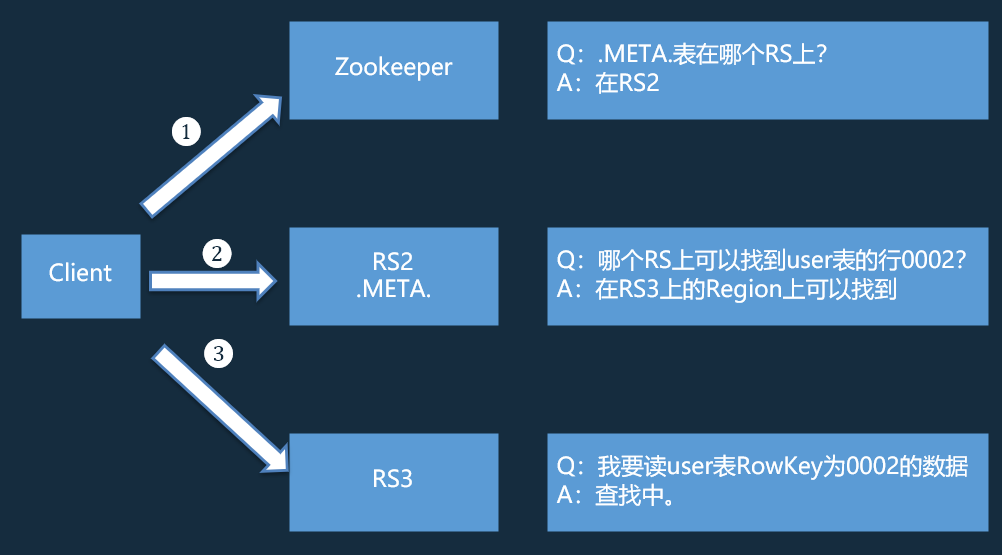 Zookeeper
Q：.META.表在哪个RS上？
A：在RS2
1
Client
2
RS2
.META.
Q：哪个RS上可以找到user表的行0002？
A：在RS3上的Region上可以找到
3
RS3
Q：我要读user表RowKey为0002的数据
A：查找中。